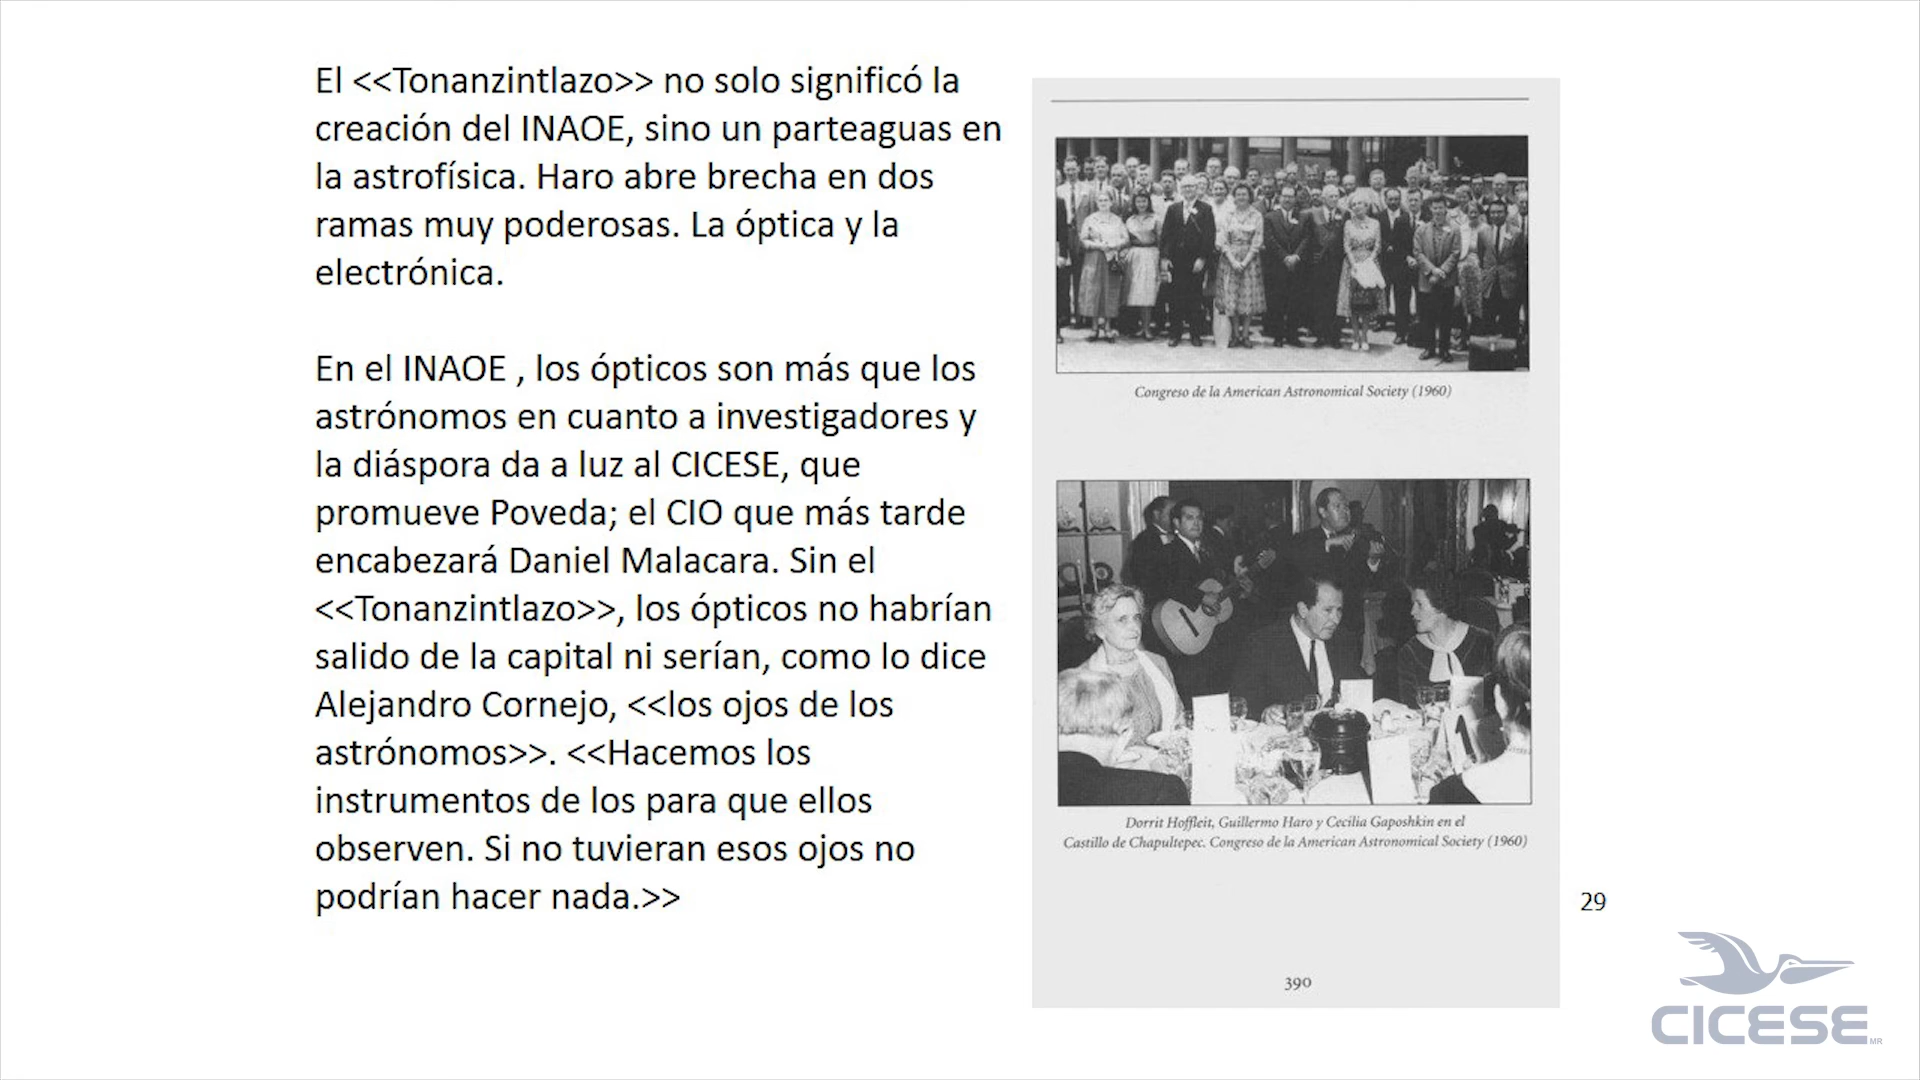 El <<Tonanzintlazo>> no solo significó la
creación del INAOE, sino un parteaguas en
la astrofísica. Haro abre brecha en dos
ramas muy poderosas. La óptica y la
electrónica.
En el INAOE , los ópticos son más que los
astrónomos en cuanto a investigadores y
la diáspora da a luz al CICESE, que
promueve Poveda; el CIO que más tarde
encabezará Daniel Malacara. Sin el
<<Tonanzintlazo>>, los ópticos no habrían
salido de la capital ni serían, como lo dice
Alejandro Cornejo, <<los ojos de los
astrónomos>>. <<Hacemos los
instrumentos de los para que ellos
observen. Si no tuvieran esos ojos no
podrían hacer nada.>>
Congreso de la American Astronomical Society (1960)
Dorrit Hoffleit, Guillermo Haro y Cecilia Gaposhkin en el
Castillo de Chapultepec. Congreso de la American Astronomical Society (1960)
390
29
CICESE
MR